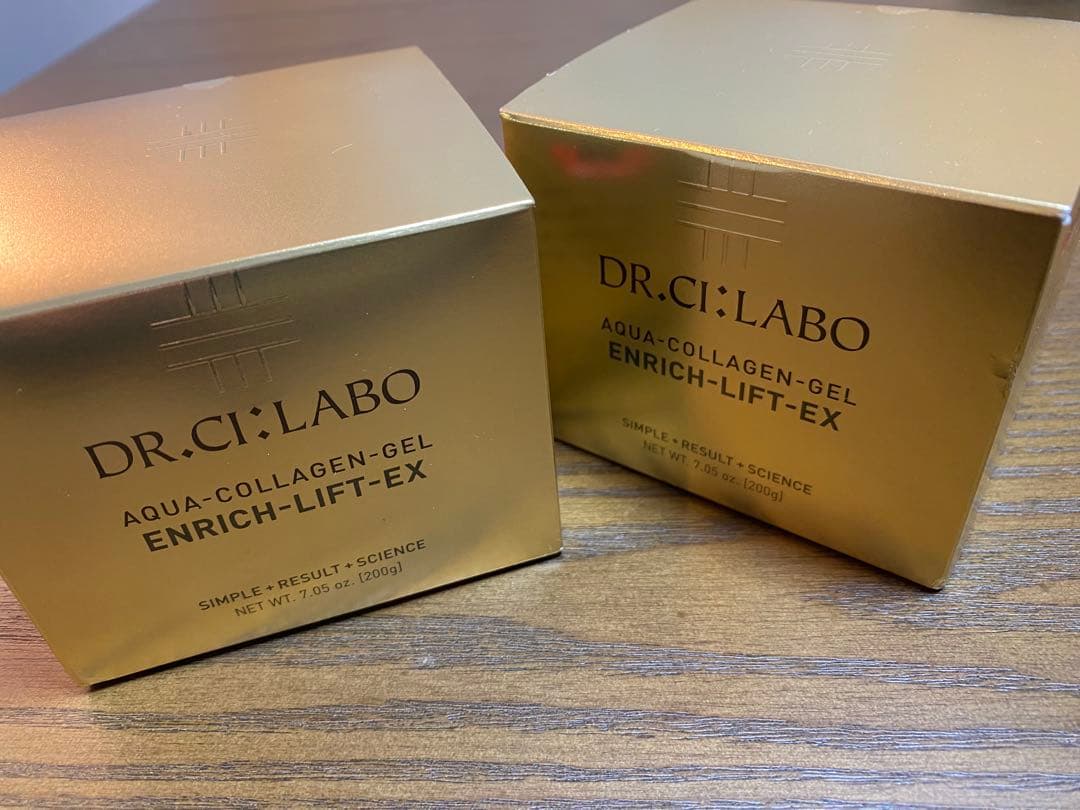 DR.CI:LABO
AQUA-COLLAGEN-GEL
ENRICH-LIFT-EX
SIMPLE+RESULT+SCIENCE
NET WT. 7.05 oz. [200g]
DR.CI:LABO
AQUA-COLLAGEN-GEL
ENRICH-LIFT-EX
SIMPLE+RESULT+SCIENCE
NET WT. 7.05 oz. [200g]